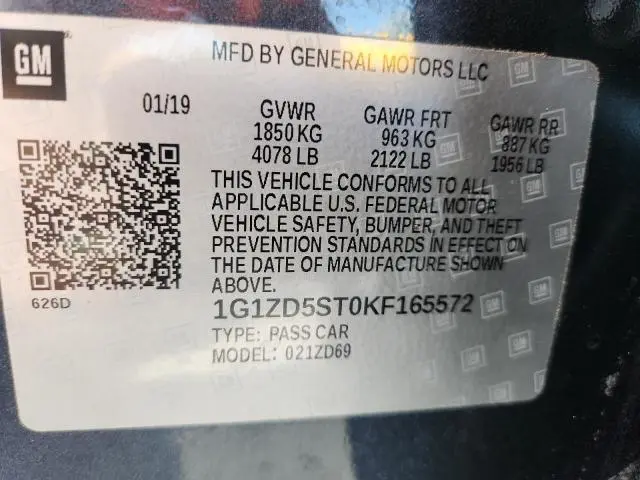 GM
MFD BY GENERAL MOTORS LLC
01/19
GVWR
1850 KG
4078 LB
GAWR FRT
963 KG
2122 LB
GAWR RR
887 KG
1956 LB
THIS VEHICLE CONFORMS TO ALL
APPLICABLE U.S. FEDERAL MOTOR
VEHICLE SAFETY, BUMPER, AND THEFT
PREVENTION STANDARDS IN EFFECT ON
THE DATE OF MANUFACTURE SHOWN
ABOVE.
626D
1G1ZD5ST0KF165572
TYPE: PASS CAR
MODEL: 021ZD69